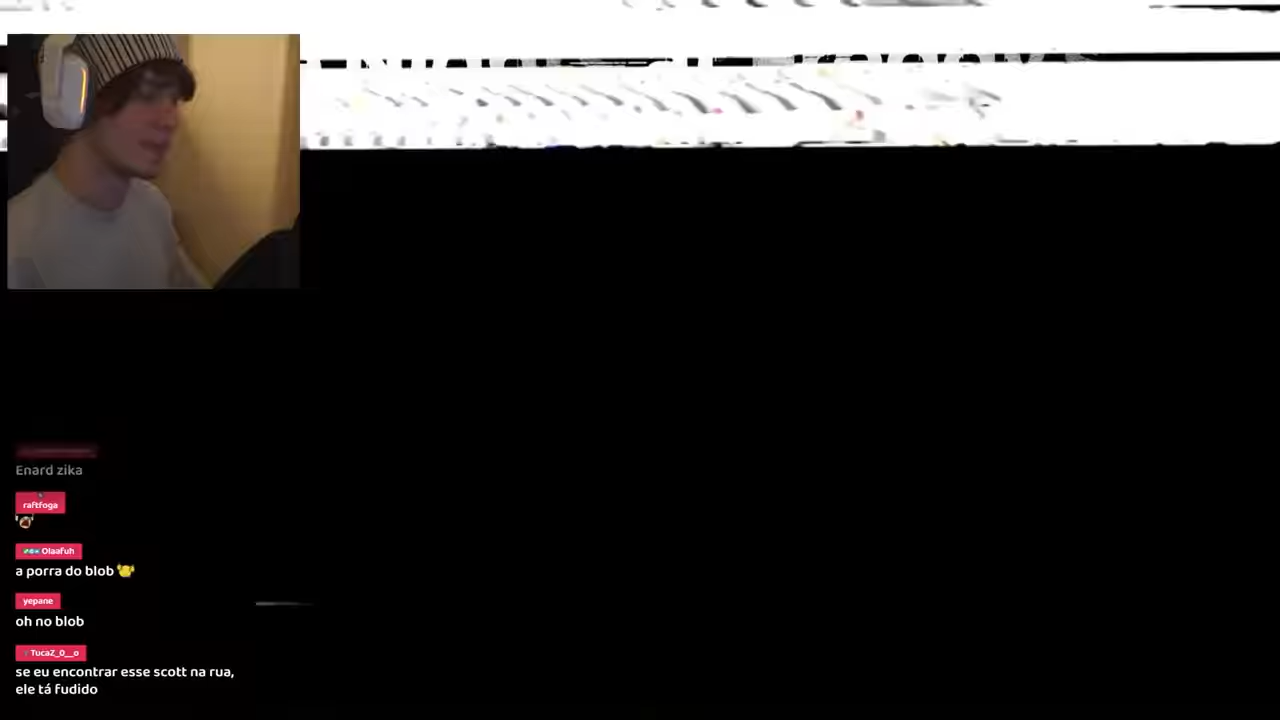 Enard zika
raftfoga
Olaafuh
a porra do blob
yepane
oh no blob
TucaZ_0__o
se eu encontrar esse scott na rua,
ele tá fudido